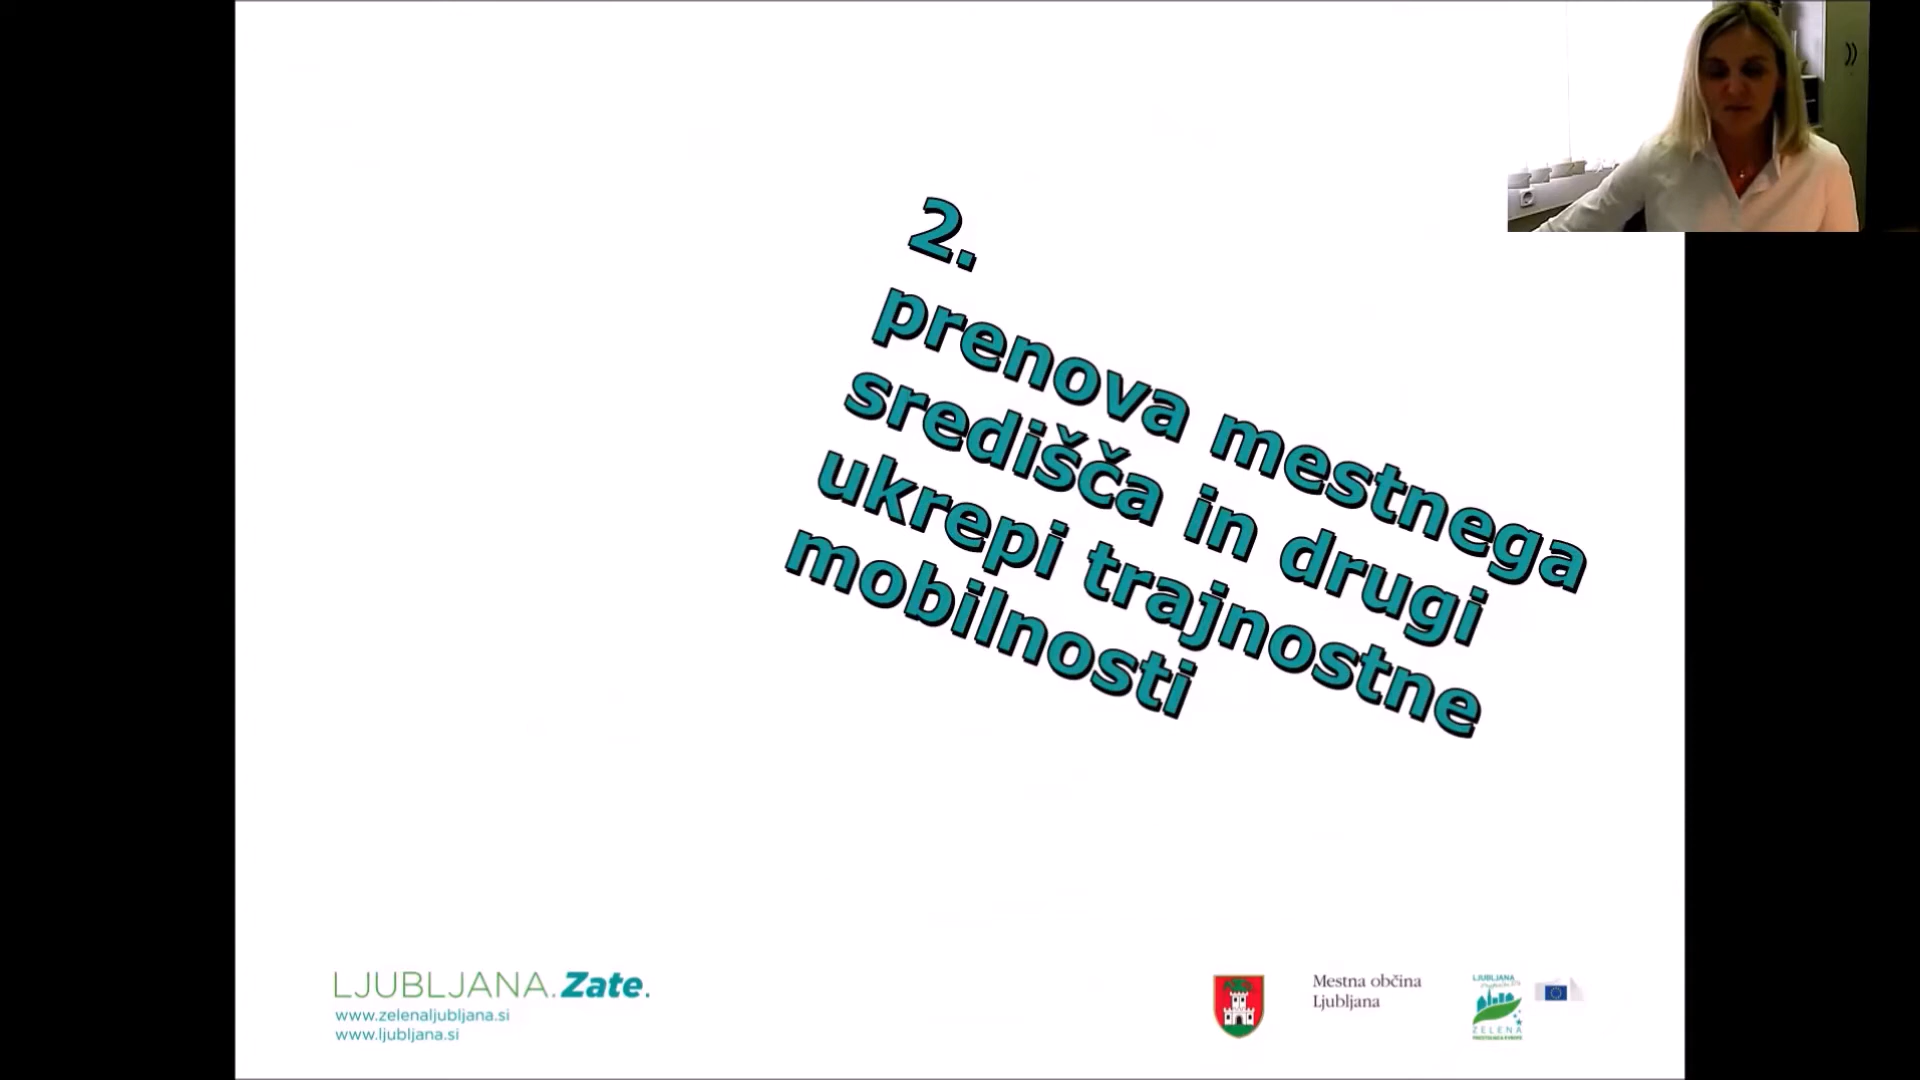 2.
prenova mestnega
središča in drugi
ukrepi trajnostne
mobilnosti
LJUBLJANA. Zate.
www.zelenaljubljana.si
www.ljubljana.si
Mestna občina
Ljubljana
LJUBLJANA
ZELENA